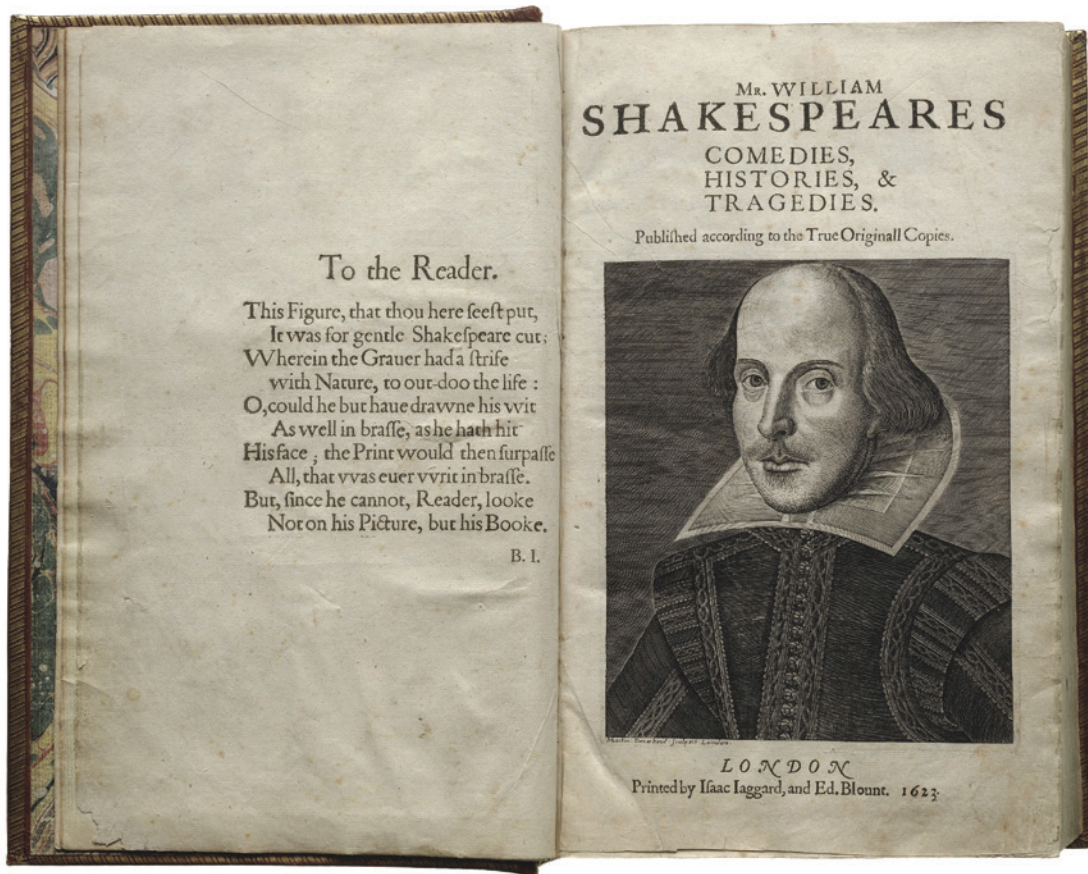 To the Reader.
This Figure, that thou here ſeeſt put,
It was for gentle Shakeſpeare cut;
Wherein the Grauer had a ſtrife
with Nature, to out-doo the life :
O, could he but haue drawne his wit
As well in braſſe, as he hath hit
His face ; the Print would then ſurpaſſe
All, that vvas euer vvrit in braſſe.
But, ſince he cannot, Reader, looke
Not on his Picture, but his Booke.
B. I.
Mr. WILLIAM
SHAKESPEARES
COMEDIES,
HISTORIES, &
TRAGEDIES.
Publiſhed according to the True Originall Copies.
Martin Droeshout sculpsit London.
LONDON
Printed by Iſaac Iaggard, and Ed. Blount. 1623.